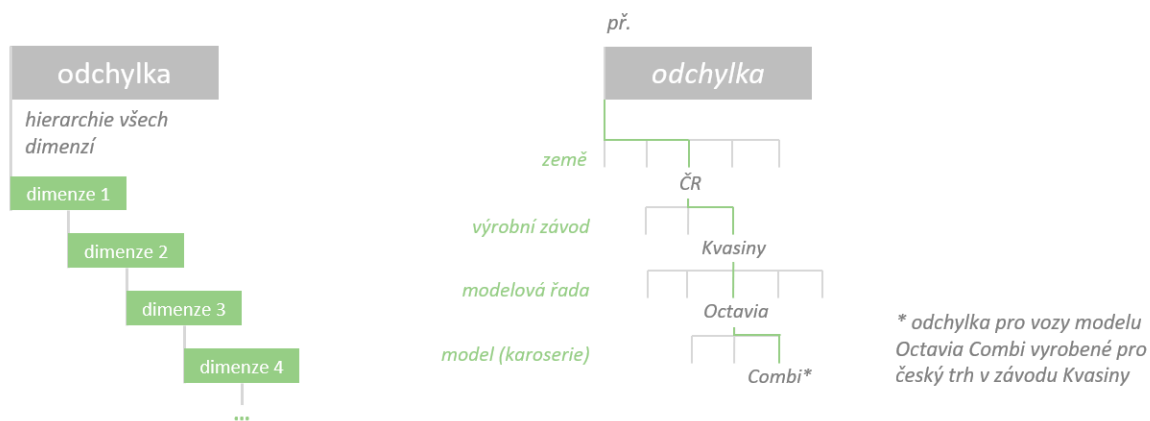 odchylka
hierarchie všech
dimenzí
dimenze 1
dimenze 2
dimenze 3
dimenze 4
...
př.
odchylka
země
ČR
výrobní závod
Kvasiny
modelová řada
Octavia
model (karoserie)
Combi*
* odchylka pro vozy modelu
Octavia Combi vyrobené pro
český trh v závodu Kvasiny